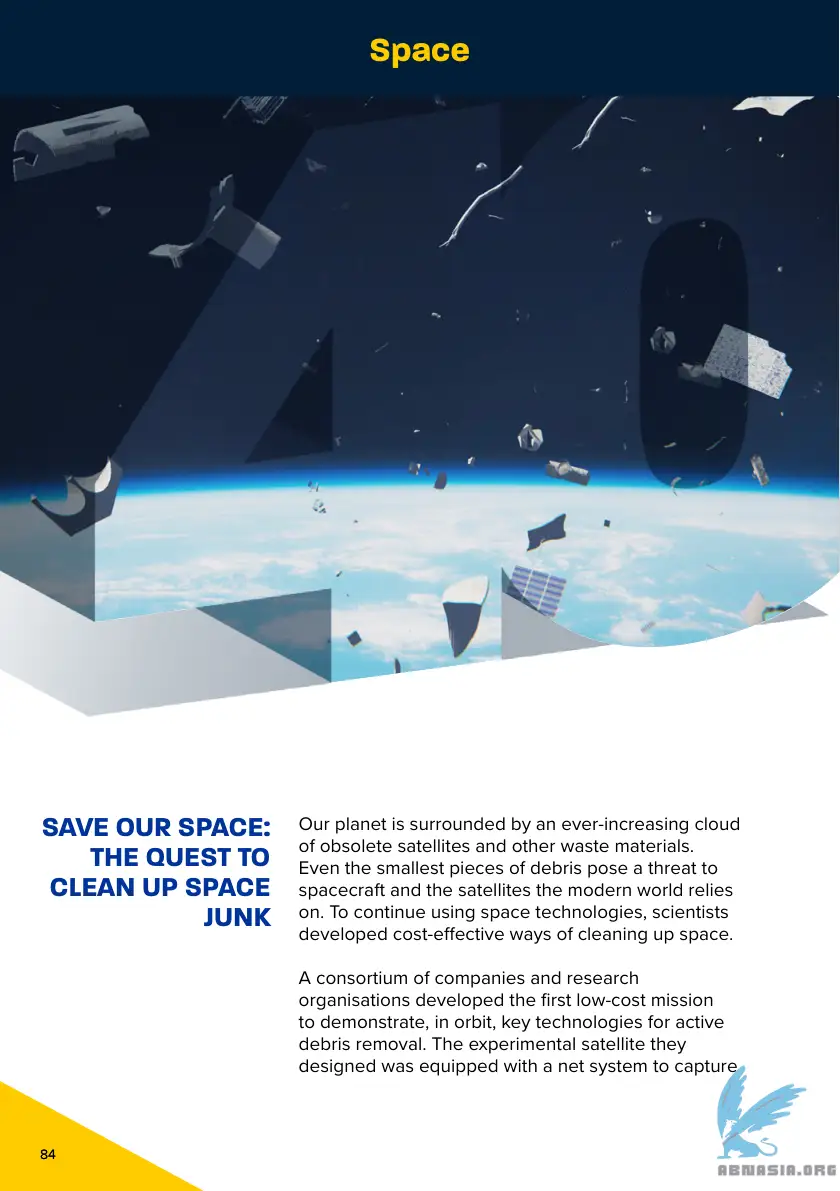 Space
40
SAVE OUR SPACE:
THE QUEST TO
CLEAN UP SPACE
JUNK
Our planet is surrounded by an ever-increasing cloud
of obsolete satellites and other waste materials.
Even the smallest pieces of debris pose a threat to
spacecraft and the satellites the modern world relies
on. To continue using space technologies, scientists
developed cost-effective ways of cleaning up space.
A consortium of companies and research
organisations developed the first low-cost mission
to demonstrate, in orbit, key technologies for active
debris removal. The experimental satellite they
designed was equipped with a net system to capture
84
ABNASIA.ORG